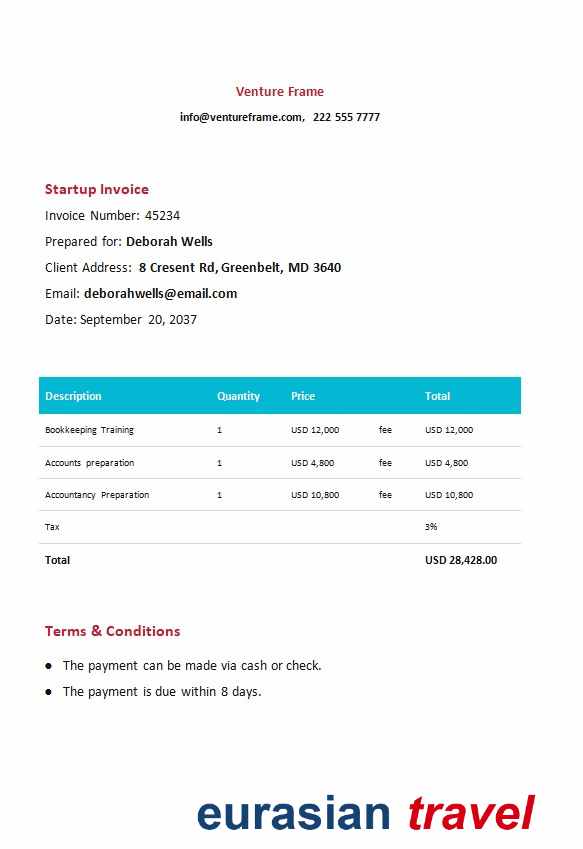 Venture Frame
info@ventureframe.com, 222 555 7777
Startup Invoice
Invoice Number: 45234
Prepared for: Deborah Wells
Client Address: 8 Cresent Rd, Greenbelt, MD 3640
Email: deborahwells@email.com
Date: September 20, 2037
Description Quantity Price Total
Bookkeeping Training 1 USD 12,000 fee USD 12,000
Accounts preparation 1 USD 4,800 fee USD 4,800
Accountancy Preparation 1 USD 10,800 fee USD 10,800
Tax 3%
Total USD 28,428.00
Terms & Conditions
● The payment can be made via cash or check.
● The payment is due within 8 days.
eurasian travel